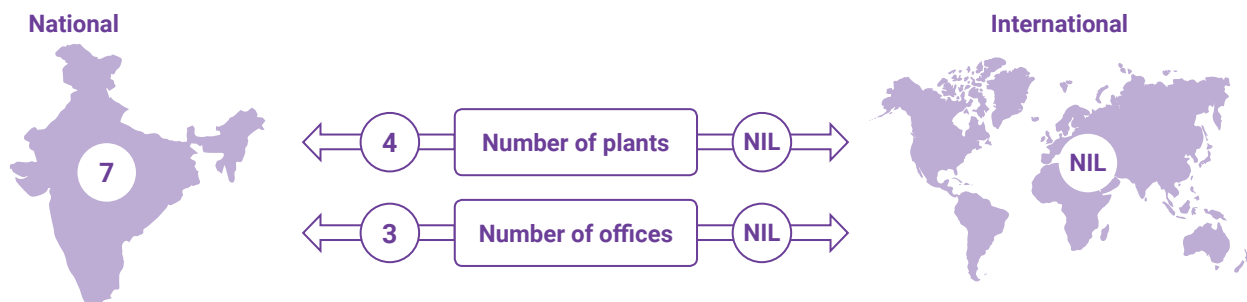 National
International
7
4
Number of plants
NIL
NIL
3
Number of offices
NIL